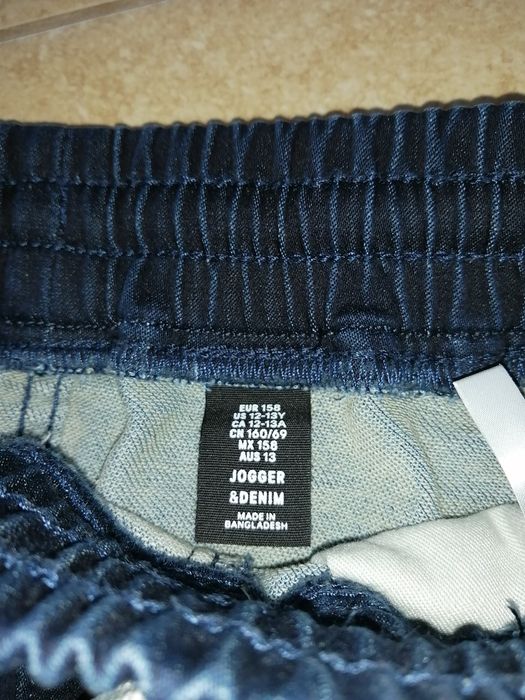 EUR 158
US 12-13Y
CA 12-13A
CN 160/69
MX 158
AUS 13
JOGGER
&DENIM
MADE IN
BANGLADESH